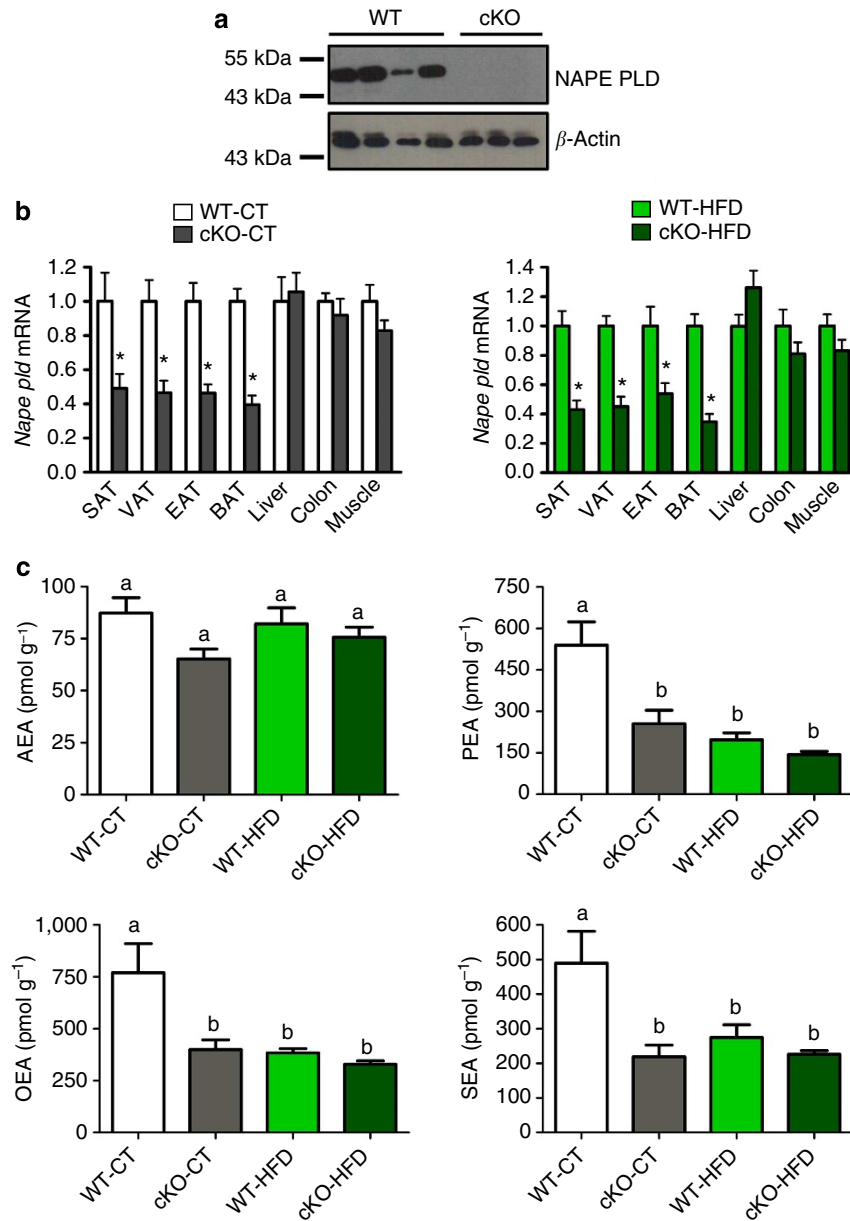 a
WT cKO
55 kDa
43 kDa
NAPE PLD
43 kDa
β-Actin
b
WT-CT
cKO-CT
Nape pld mRNA
1.2
1.0
0.8
0.6
0.4
0.2
0.0
* * * *
SAT VAT EAT BAT Liver Colon Muscle
WT-HFD
cKO-HFD
Nape pld mRNA
1.4
1.2
1.0
0.8
0.6
0.4
0.2
0.0
* * * *
SAT VAT EAT BAT Liver Colon Muscle
c
AEA (pmol g⁻¹)
100
75
50
25
0
a a a a
WT-CT cKO-CT WT-HFD cKO-HFD
PEA (pmol g⁻¹)
750
600
450
300
150
0
a b b b
WT-CT cKO-CT WT-HFD cKO-HFD
OEA (pmol g⁻¹)
1,000
750
500
250
0
a b b b
WT-CT cKO-CT WT-HFD cKO-HFD
SEA (pmol g⁻¹)
600
500
400
300
200
100
0
a b b b
WT-CT cKO-CT WT-HFD cKO-HFD